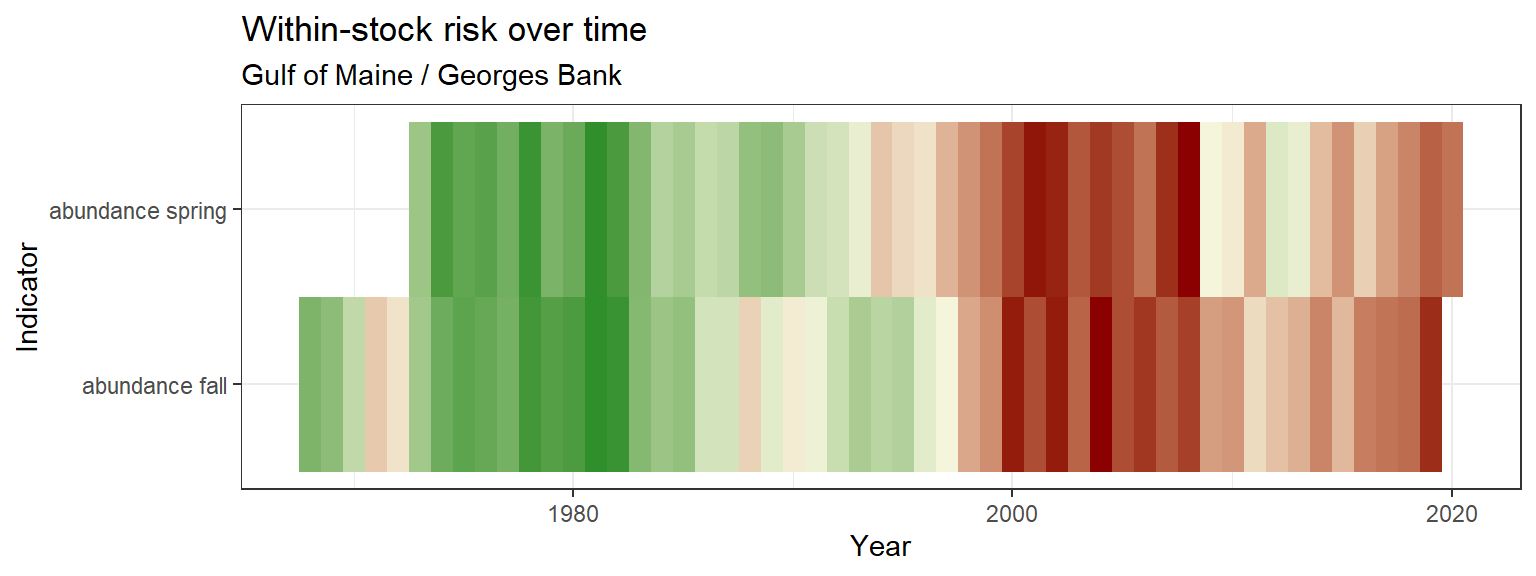 Within-stock risk over time
Gulf of Maine / Georges Bank
Indicator
abundance spring
abundance fall
1980
2000
2020
Year